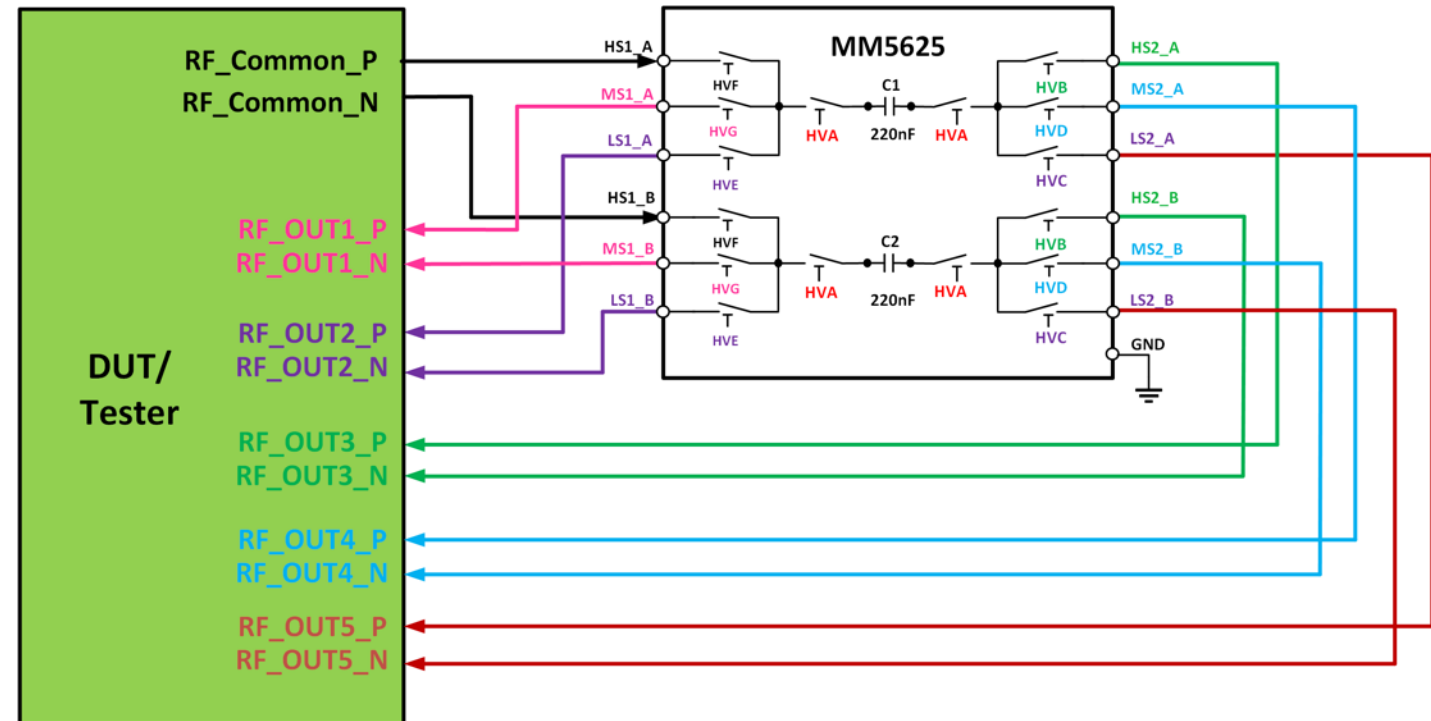 RF_Common_P
RF_Common_N
RF_OUT1_P
RF_OUT1_N
RF_OUT2_P
RF_OUT2_N
DUT/
Tester
RF_OUT3_P
RF_OUT3_N
RF_OUT4_P
RF_OUT4_N
RF_OUT5_P
RF_OUT5_N
HS1_A
MS1_A
LS1_A
HS1_B
MS1_B
LS1_B
MM5625
HVF
HVG
HVE
HVA
C1
220nF
HVA
HVB
HVD
HVC
HVF
HVG
HVE
HVA
C2
220nF
HVA
HVB
HVD
HVC
HS2_A
MS2_A
LS2_A
HS2_B
MS2_B
LS2_B
GND